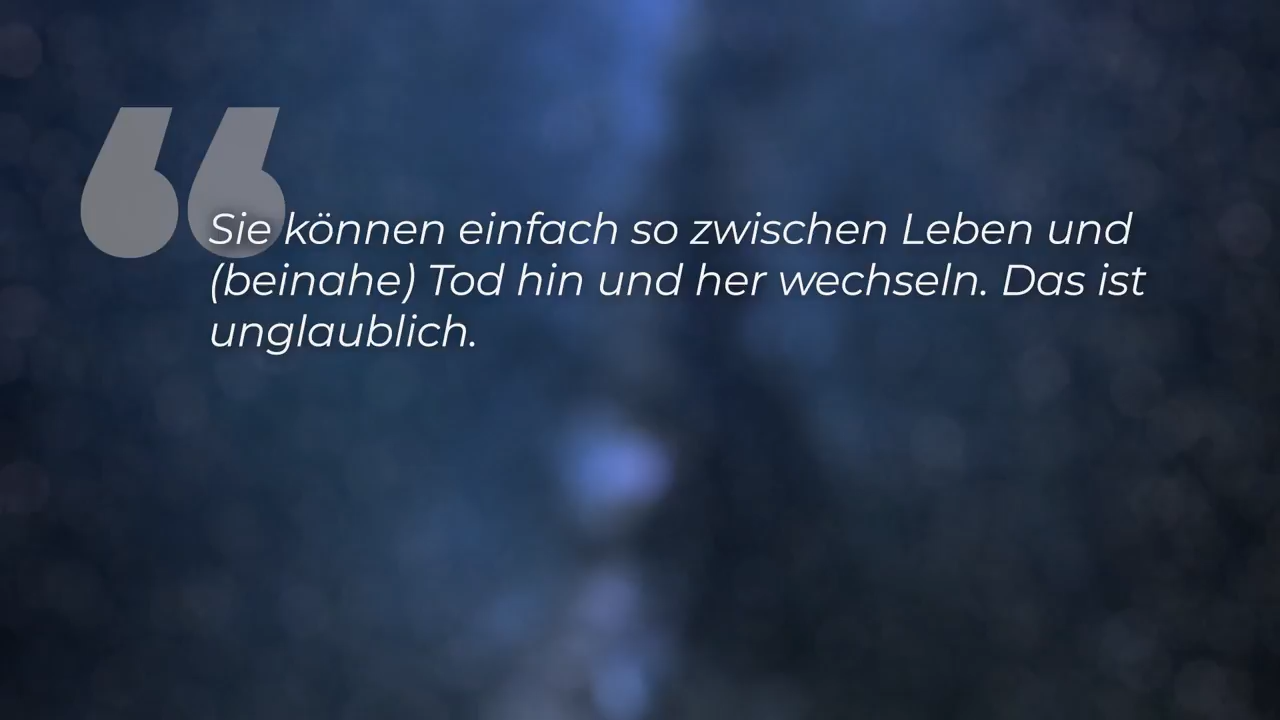 Sie können einfach so zwischen Leben und
(beinahe) Tod hin und her wechseln. Das ist
unglaublich.